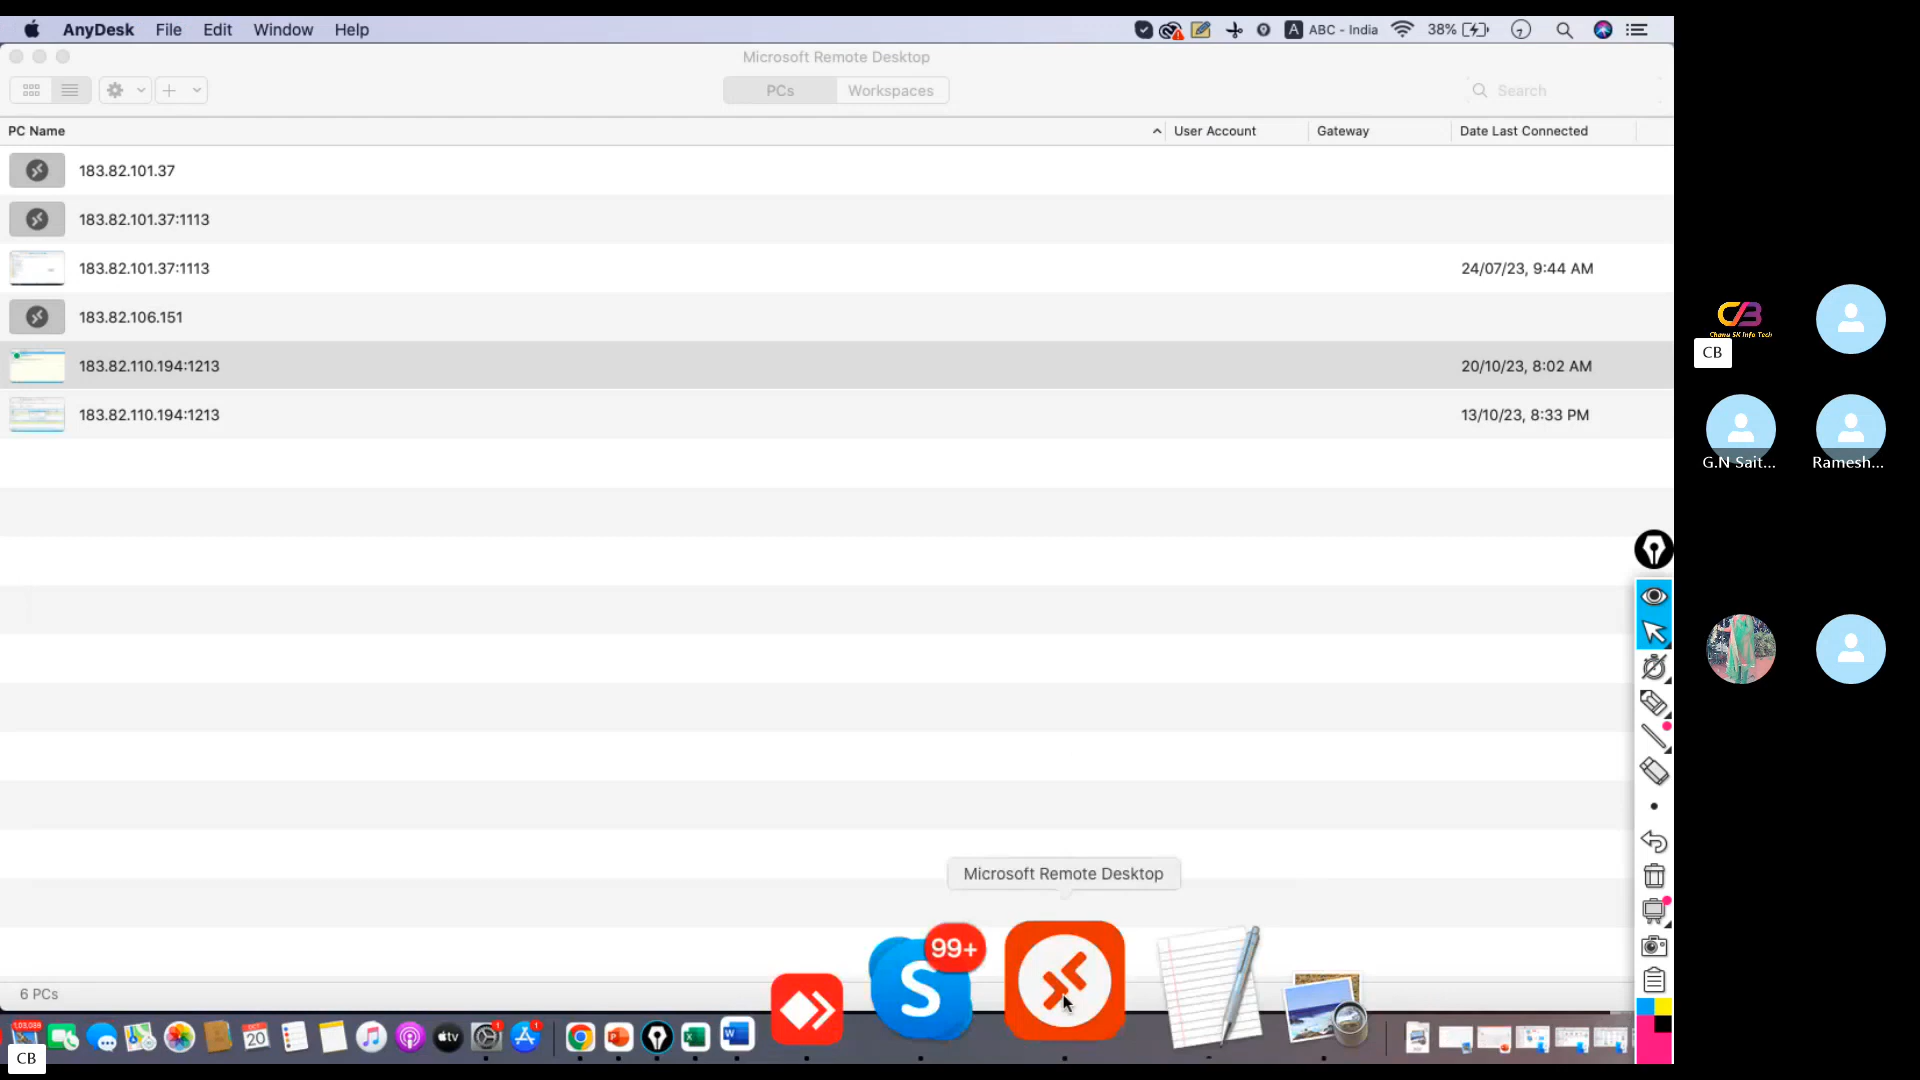 AnyDesk File Edit Window Help
A ABC - India 38%
Microsoft Remote Desktop
PCs Workspaces
Search
PC Name User Account Gateway Date Last Connected
183.82.101.37
183.82.101.37:1113
183.82.101.37:1113 24/07/23, 9:44 AM
183.82.106.151
183.82.110.194:1213 20/10/23, 8:02 AM
183.82.110.194:1213 13/10/23, 8:33 PM
CB
CB
G.N Sait... Ramesh...
Microsoft Remote Desktop
99+
S
6 PCs
20
tv
1
1
CB